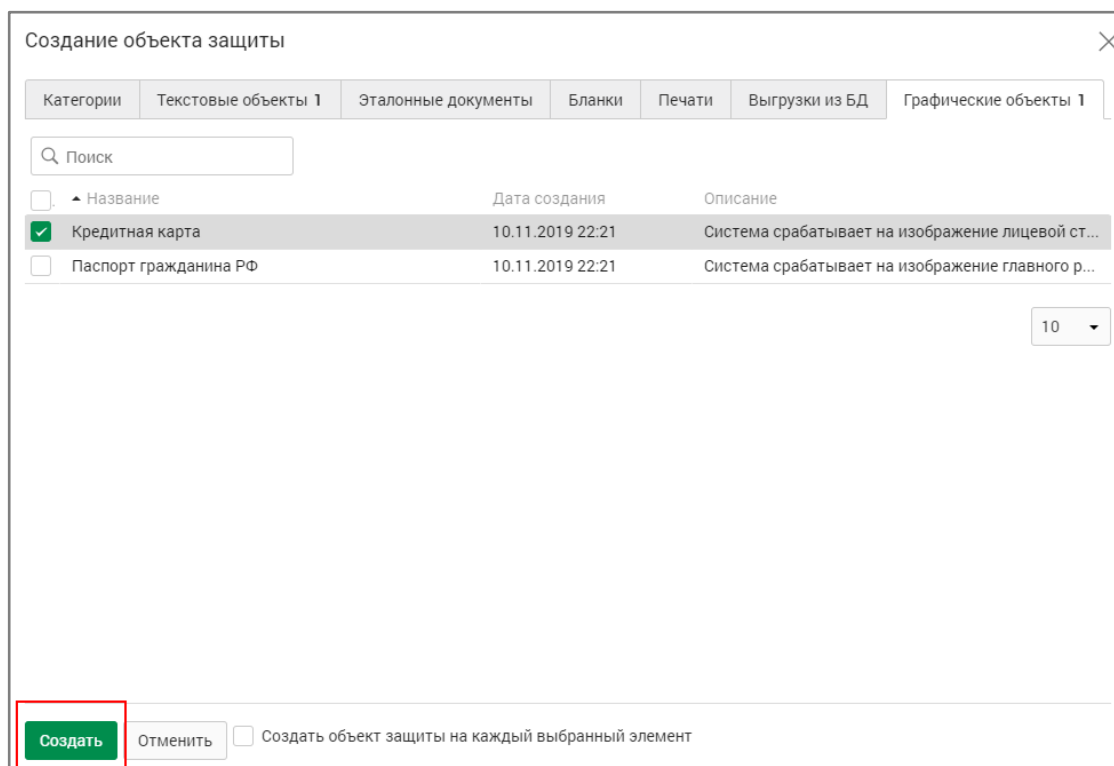 Создание объекта защиты
Категории Текстовые объекты 1 Эталонные документы Бланки Печати Выгрузки из БД Графические объекты 1
Поиск
Название Дата создания Описание
Кредитная карта 10.11.2019 22:21 Система срабатывает на изображение лицевой ст...
Паспорт гражданина РФ 10.11.2019 22:21 Система срабатывает на изображение главного р...
10
Создать Отменить Создать объект защиты на каждый выбранный элемент